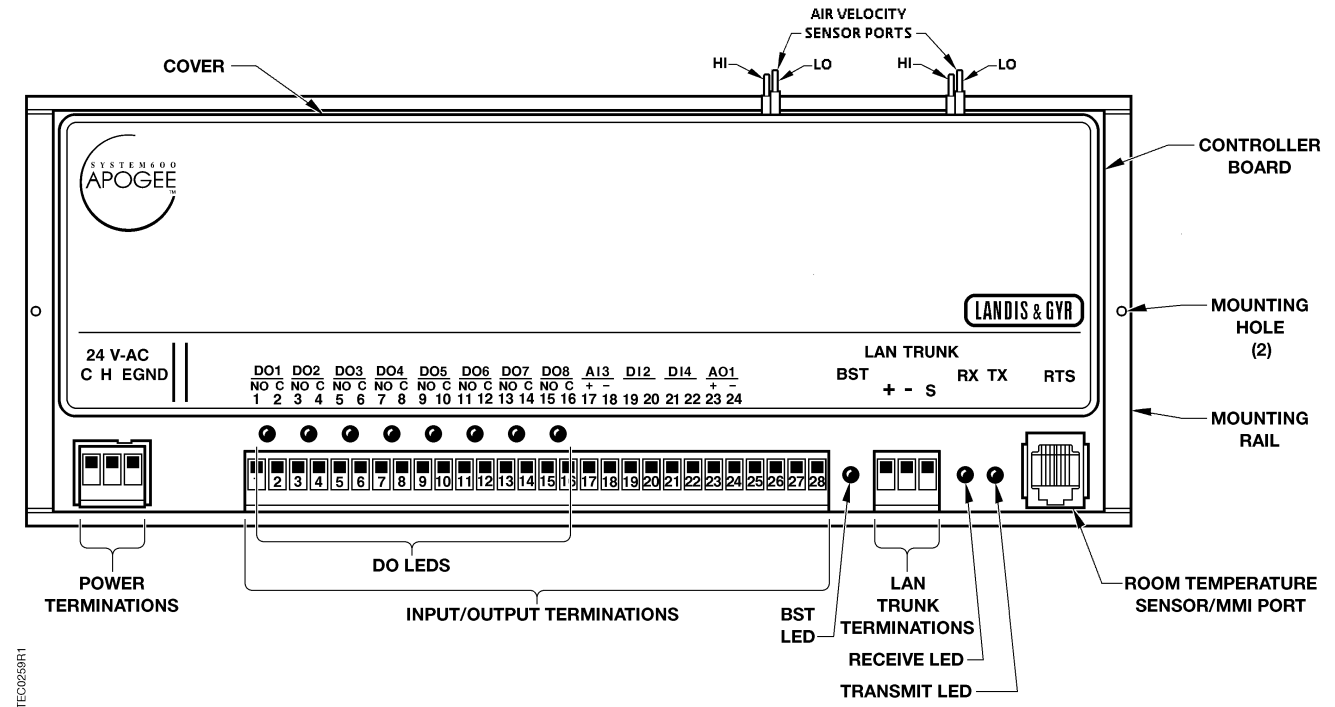 AIR VELOCITY
SENSOR PORTS
HI LO HI LO
COVER
CONTROLLER
BOARD
SYSTEM600
APOGEE
TM
LANDIS & GYR
MOUNTING
HOLE
(2)
24 V-AC
C H EGND
DO1 DO2 DO3 DO4 DO5 DO6 DO7 DO8 AI3 DI2 DI4 AO1
NO C NO C NO C NO C NO C NO C NO C NO C + – + –
1 2 3 4 5 6 7 8 9 10 11 12 13 14 15 16 17 18 19 20 21 22 23 24
LAN TRUNK
BST + - S RX TX RTS
MOUNTING
RAIL
1 2 3 4 5 6 7 8 9 10 11 12 13 14 15 16 17 18 19 20 21 22 23 24 25 26 27 28
DO LEDS
POWER
TERMINATIONS
INPUT/OUTPUT TERMINATIONS
BST
LED
LAN
TRUNK
TERMINATIONS
ROOM TEMPERATURE
SENSOR/MMI PORT
RECEIVE LED
TRANSMIT LED
TEC0259R1